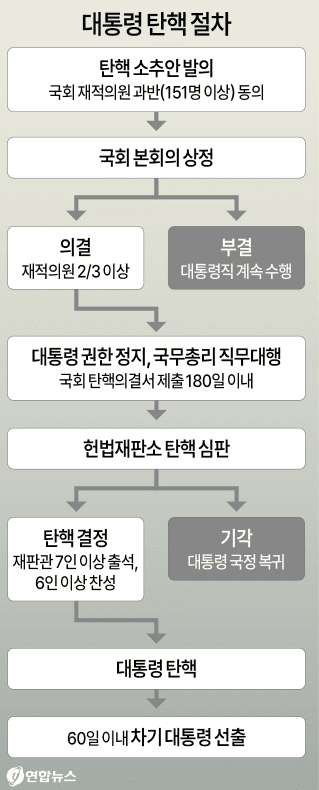 대통령 탄핵 절차
탄핵 소추안 발의
국회 재적의원 과반(151명 이상) 동의
국회 본회의 상정
의결
재적의원 2/3 이상
부결
대통령직 계속 수행
대통령 권한 정지, 국무총리 직무대행
국회 탄핵의결서 제출 180일 이내
헌법재판소 탄핵 심판
탄핵 결정
재판관 7인 이상 출석,
6인 이상 찬성
기각
대통령 국정 복귀
대통령 탄핵
60일 이내 차기 대통령 선출
연합뉴스